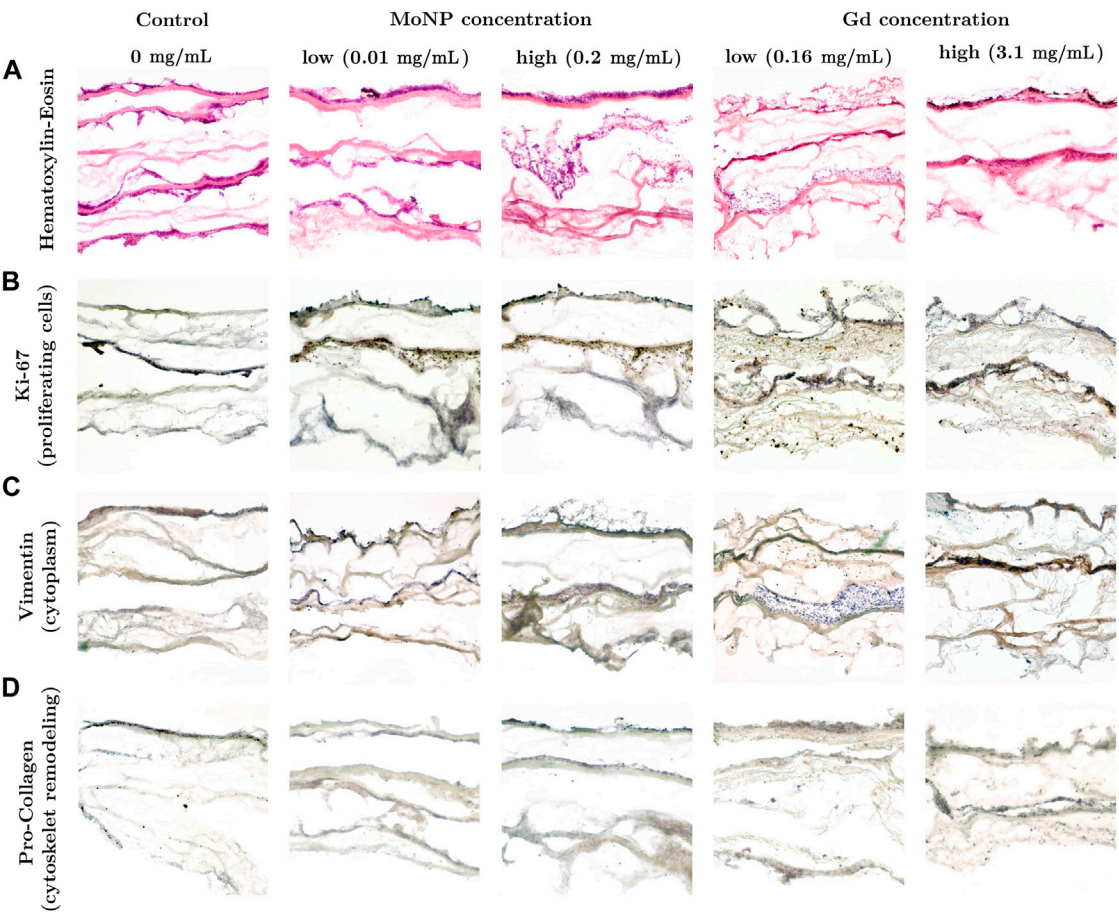 Control MoNP concentration Gd concentration
0 mg/mL low (0.01 mg/mL) high (0.2 mg/mL) low (0.16 mg/mL) high (3.1 mg/mL)
A
Hematoxylin-Eosin
B
Ki-67
(proliferating cells)
C
Vimentin
(cytoplasm)
D
Pro-Collagen
(cytoskelet remodeling)